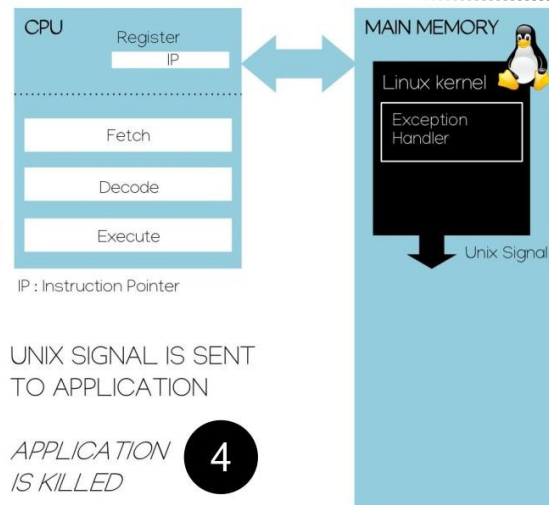 CPU
Register
IP
Fetch
Decode
Execute
IP : Instruction Pointer
MAIN MEMORY
Linux kernel
Exception
Handler
Unix Signal
UNIX SIGNAL IS SENT
TO APPLICATION
APPLICATION
IS KILLED
4